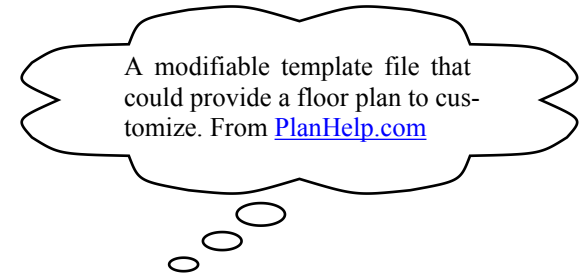 A modifiable template file that
could provide a floor plan to cus-
tomize. From PlanHelp.com